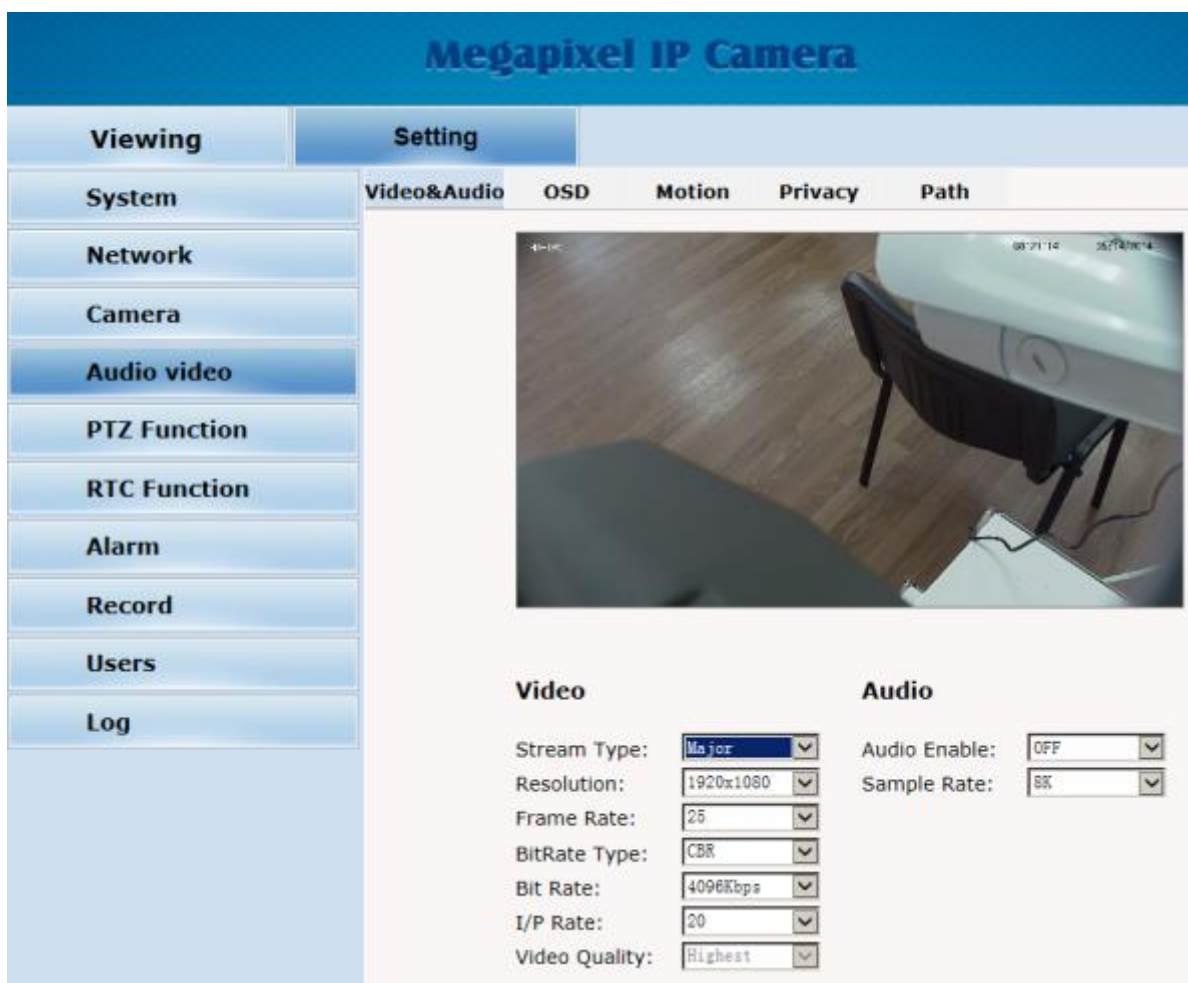 Megapixel IP Camera
Viewing Setting
Video&Audio OSD Motion Privacy Path
System
Network
Camera
Audio video
PTZ Function
RTC Function
Alarm
Record
Users
Log
Video Audio
Stream Type: Major Audio Enable: OFF
Resolution: 1920x1080 Sample Rate: 8K
Frame Rate: 25
BitRate Type: CBR
Bit Rate: 4096Kbps
I/P Rate: 20
Video Quality: Highest